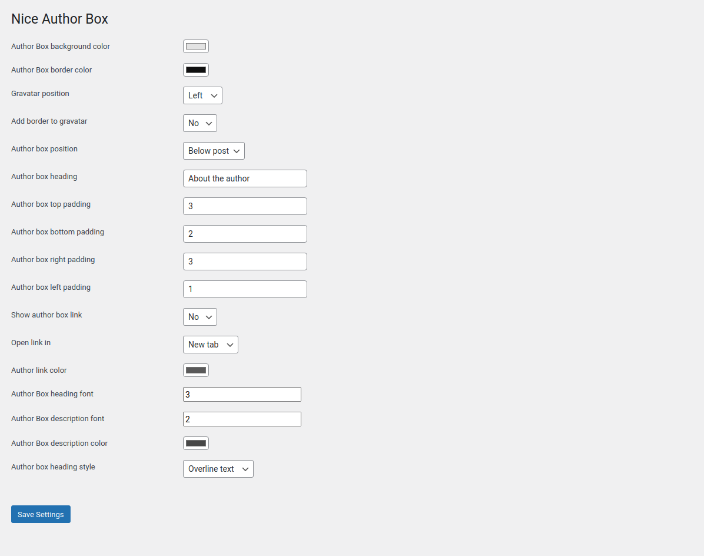 Nice Author Box
Author Box background color
Author Box border color
Gravatar position Left
Add border to gravatar No
Author box position Below post
Author box heading About the author
Author box top padding 3
Author box bottom padding 2
Author box right padding 3
Author box left padding 1
Show author box link No
Open link in New tab
Author link color
Author Box heading font 3
Author Box description font 2
Author Box description color
Author box heading style Overline text
Save Settings